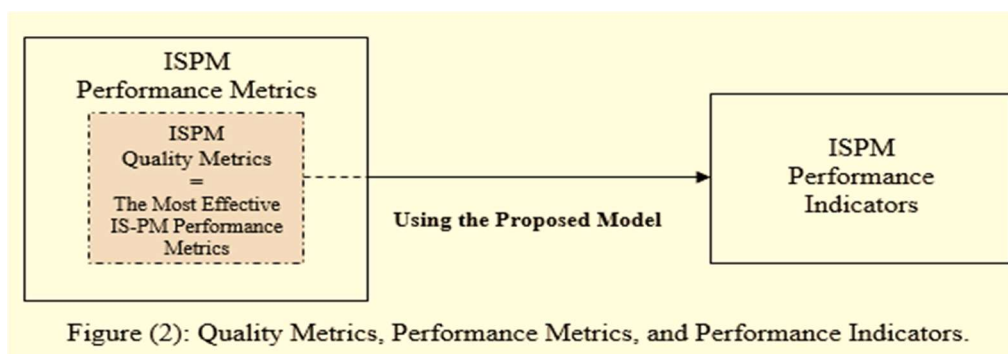 ISPM
Performance Metrics
ISPM
Quality Metrics
=
The Most Effective
IS-PM Performance
Metrics
Using the Proposed Model
ISPM
Performance
Indicators
Figure (2): Quality Metrics, Performance Metrics, and Performance Indicators.